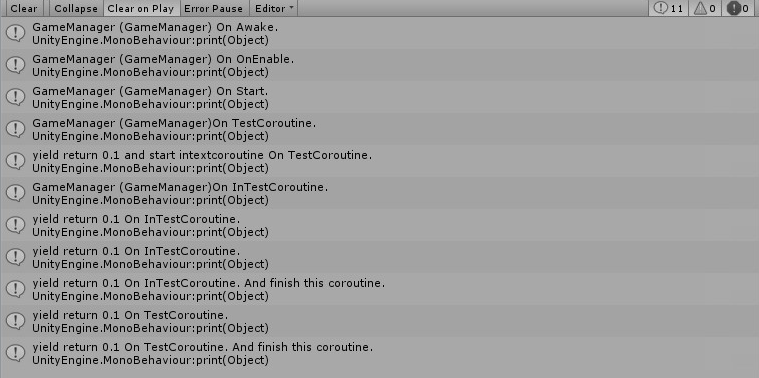 Clear Collapse Clear on Play Error Pause Editor 11 0 0
GameManager (GameManager) On Awake.
UnityEngine.MonoBehaviour:print(Object)
GameManager (GameManager) On OnEnable.
UnityEngine.MonoBehaviour:print(Object)
GameManager (GameManager) On Start.
UnityEngine.MonoBehaviour:print(Object)
GameManager (GameManager)On TestCoroutine.
UnityEngine.MonoBehaviour:print(Object)
yield return 0.1 and start intextcoroutine On TestCoroutine.
UnityEngine.MonoBehaviour:print(Object)
GameManager (GameManager)On InTestCoroutine.
UnityEngine.MonoBehaviour:print(Object)
yield return 0.1 On InTestCoroutine.
UnityEngine.MonoBehaviour:print(Object)
yield return 0.1 On InTestCoroutine.
UnityEngine.MonoBehaviour:print(Object)
yield return 0.1 On InTestCoroutine. And finish this coroutine.
UnityEngine.MonoBehaviour:print(Object)
yield return 0.1 On TestCoroutine.
UnityEngine.MonoBehaviour:print(Object)
yield return 0.1 On TestCoroutine. And finish this coroutine.
UnityEngine.MonoBehaviour:print(Object)